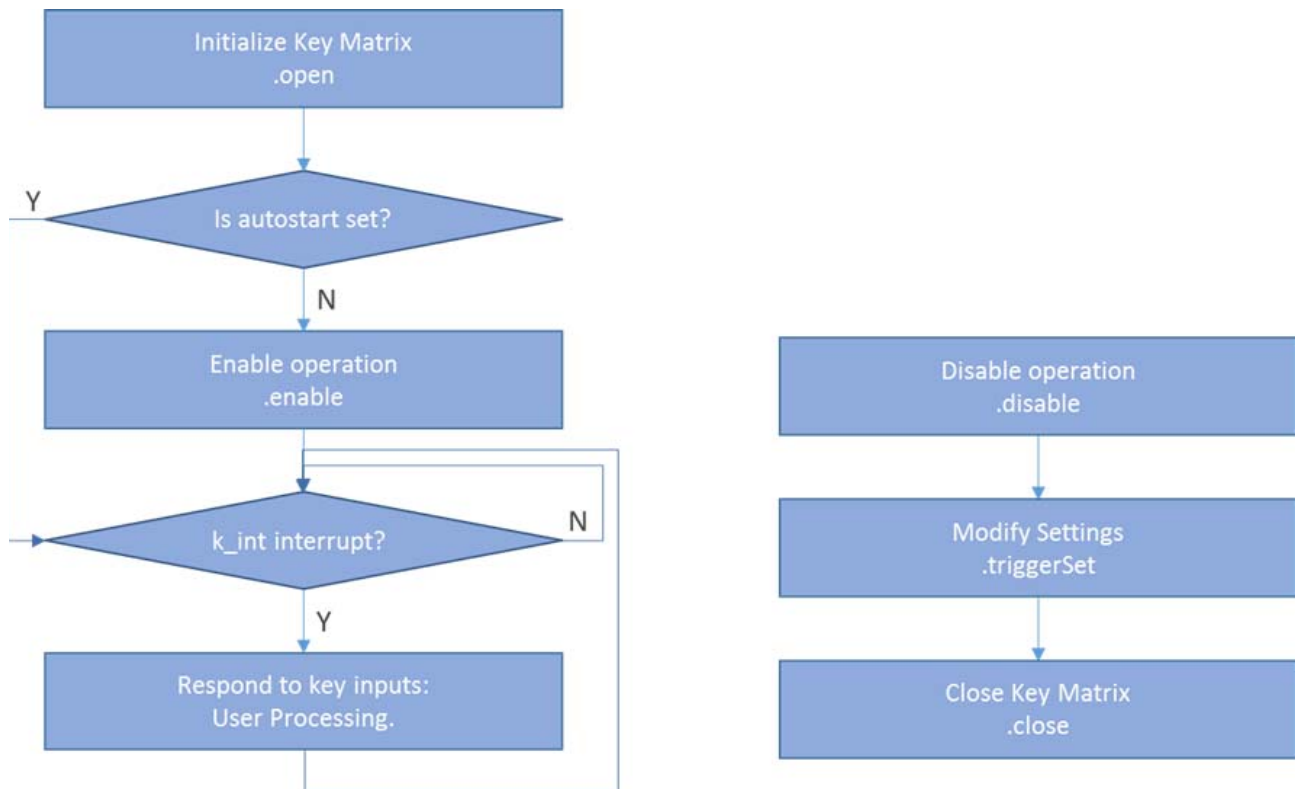 Initialize Key Matrix
.open
Y
Is autostart set?
N
Enable operation
.enable
k_int interrupt?
N
Y
Respond to key inputs:
User Processing.
Disable operation
.disable
Modify Settings
.triggerSet
Close Key Matrix
.close